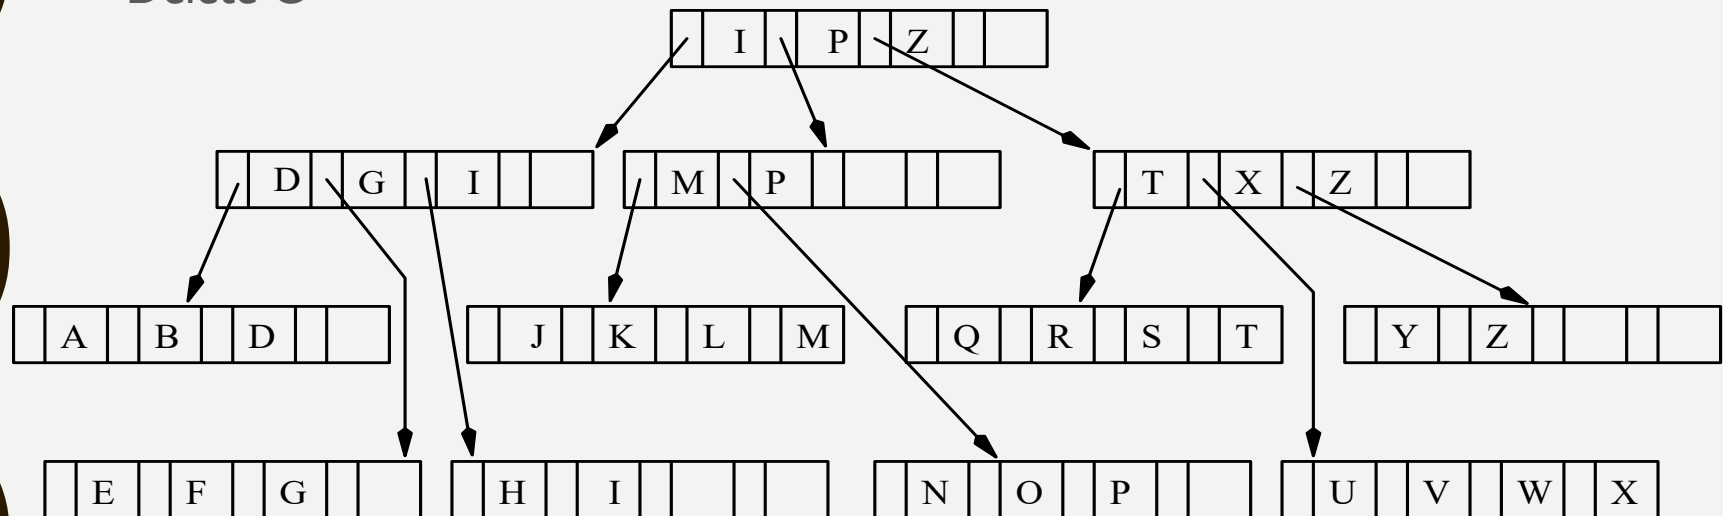 I P Z
D G I M P T X Z
A B D J K L M Q R S T Y Z
E F G H I N O P U V W X